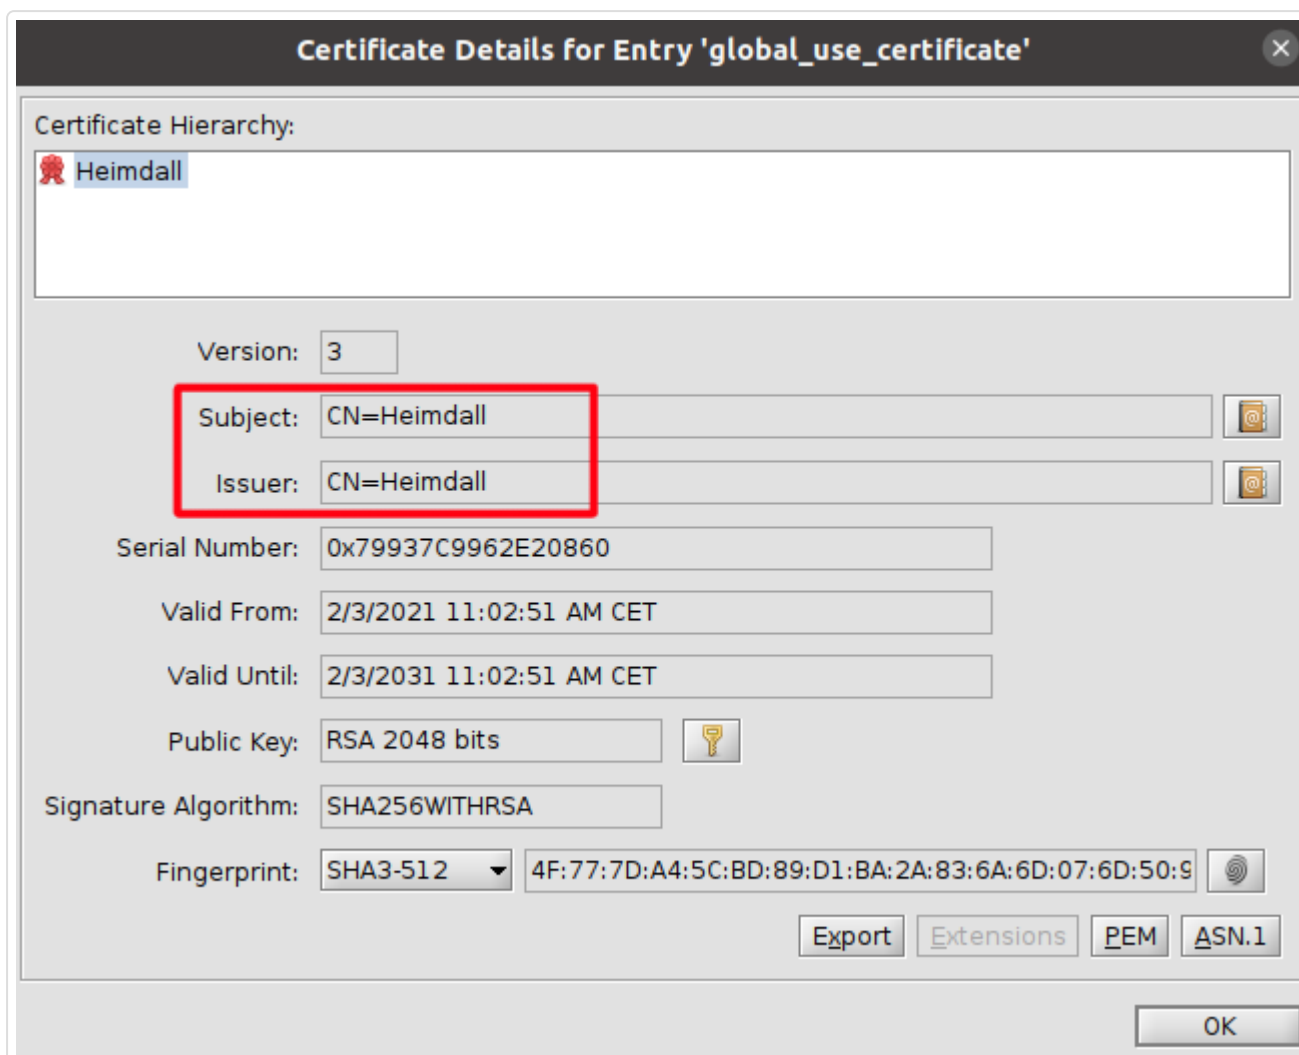 Certificate Details for Entry 'global_use_certificate'
Certificate Hierarchy:
Heimdall
Version: 3
Subject: CN=Heimdall
Issuer: CN=Heimdall
Serial Number: 0x79937C9962E20860
Valid From: 2/3/2021 11:02:51 AM CET
Valid Until: 2/3/2031 11:02:51 AM CET
Public Key: RSA 2048 bits
Signature Algorithm: SHA256WITHRSA
Fingerprint: SHA3-512 4F:77:7D:A4:5C:BD:89:D1:BA:2A:83:6A:6D:07:6D:50:9
Export Extensions PEM ASN.1
OK